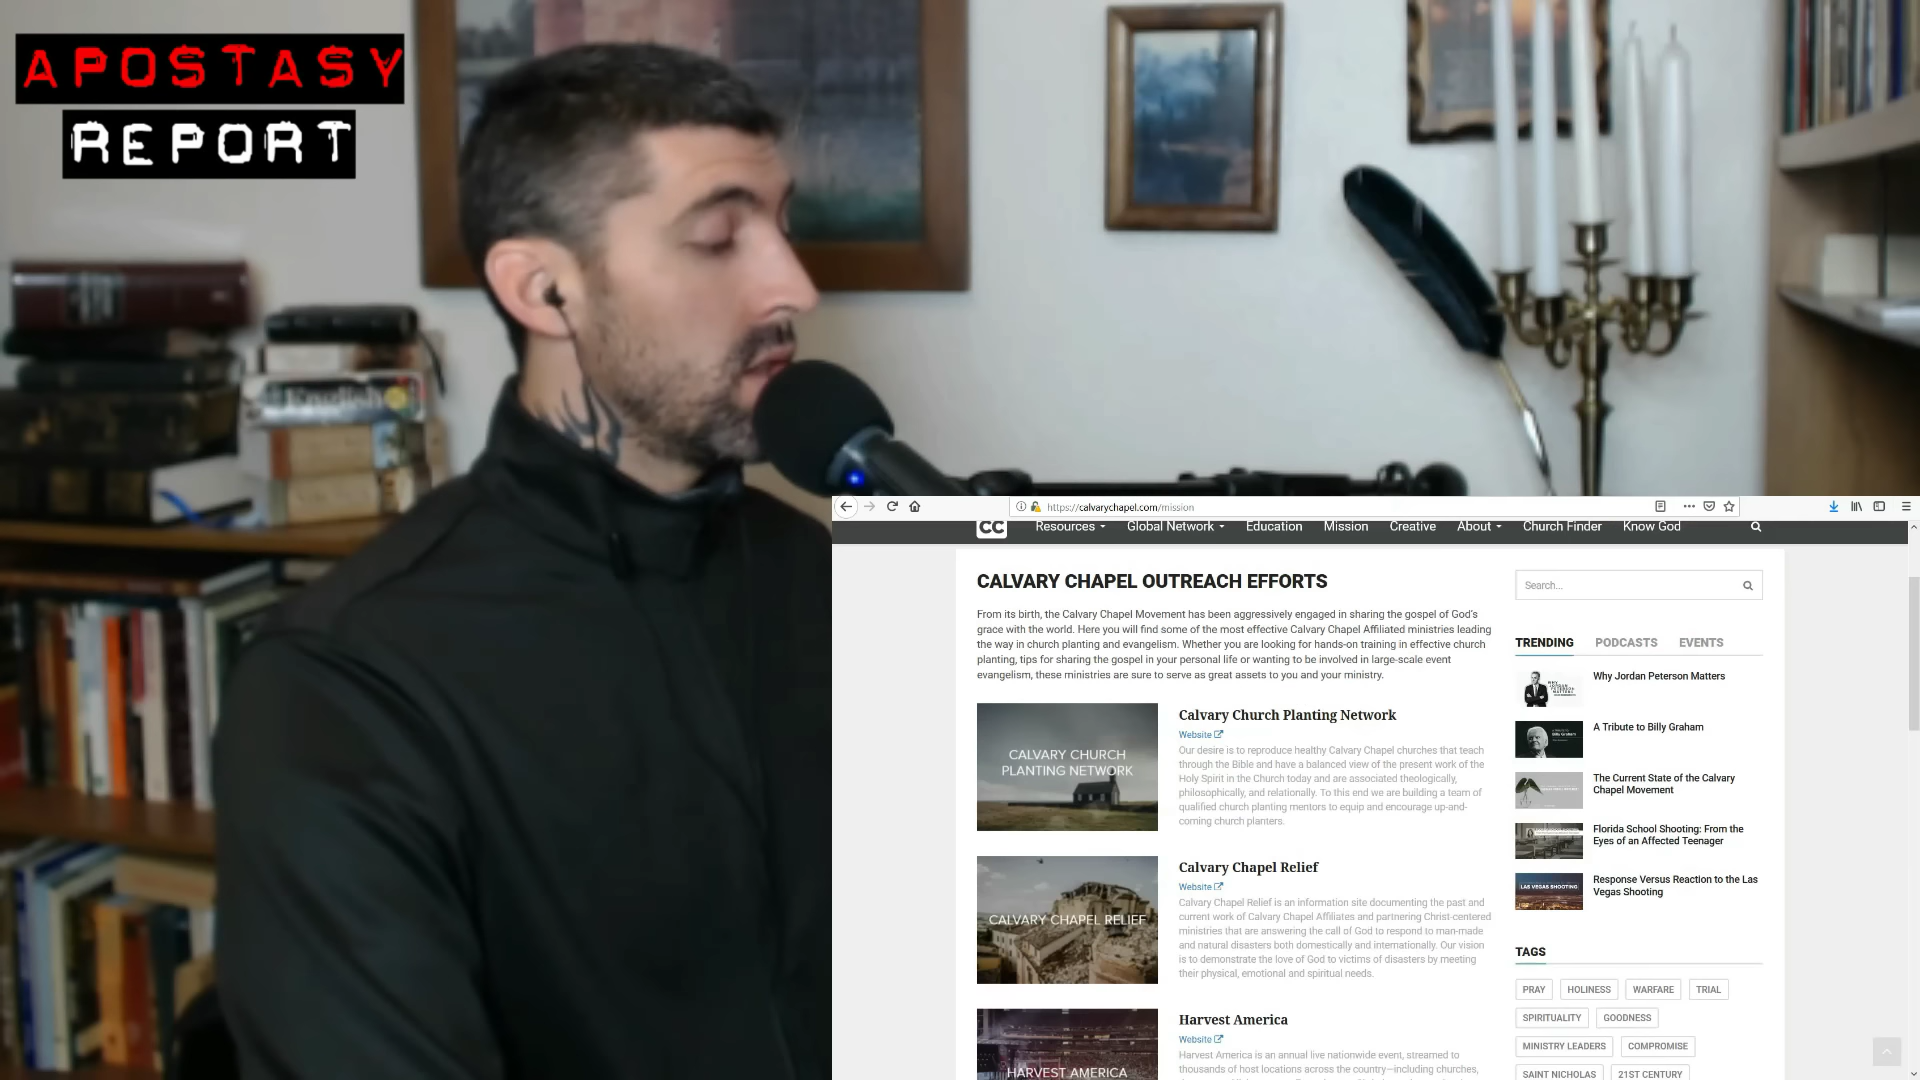 APOSTASY
REPORT
English
https://calvarychapel.com/mission
CC
Resources
Global Network
Education
Mission
Creative
About
Church Finder
Know God
CALVARY CHAPEL OUTREACH EFFORTS
From its birth, the Calvary Chapel Movement has been aggressively engaged in sharing the gospel of God's
grace with the world. Here you will find some of the most effective Calvary Chapel Affiliated ministries leading
the way in church planting and evangelism. Whether you are looking for hands-on training in effective church
planting, tips for sharing the gospel in your personal life or wanting to be involved in large-scale event
evangelism, these ministries are sure to serve as great assets to you and your ministry.
CALVARY CHURCH
PLANTING NETWORK
Calvary Church Planting Network
Website
Our desire is to reproduce healthy Calvary Chapel churches that teach
through the Bible and have a balanced view of the present work of the
Holy Spirit in the Church today and are associated theologically,
philosophically, and relationally. To this end we are building a team of
qualified church planting mentors to equip and encourage up-and-
coming church planters.
CALVARY CHAPEL RELIEF
Calvary Chapel Relief
Website
Calvary Chapel Relief is an information site documenting the past and
current work of Calvary Chapel Affiliates and partnering Christ-centered
ministries that are answering the call of God to respond to man-made
and natural disasters both domestically and internationally. Our vision
is to demonstrate the love of God to victims of disasters by meeting
their physical, emotional and spiritual needs.
HARVEST AMERICA
Harvest America
Website
Harvest America is an annual live nationwide event, streamed to
thousands of host locations across the country—including churches,
Search...
TRENDING
PODCASTS
EVENTS
Why Jordan Peterson Matters
A Tribute to Billy Graham
The Current State of the Calvary
Chapel Movement
Florida School Shooting: From the
Eyes of an Affected Teenager
LAS VEGAS SHOOTING
Response Versus Reaction to the Las
Vegas Shooting
TAGS
PRAY
HOLINESS
WARFARE
TRIAL
SPIRITUALITY
GOODNESS
MINISTRY LEADERS
COMPROMISE
SAINT NICHOLAS
21ST CENTURY